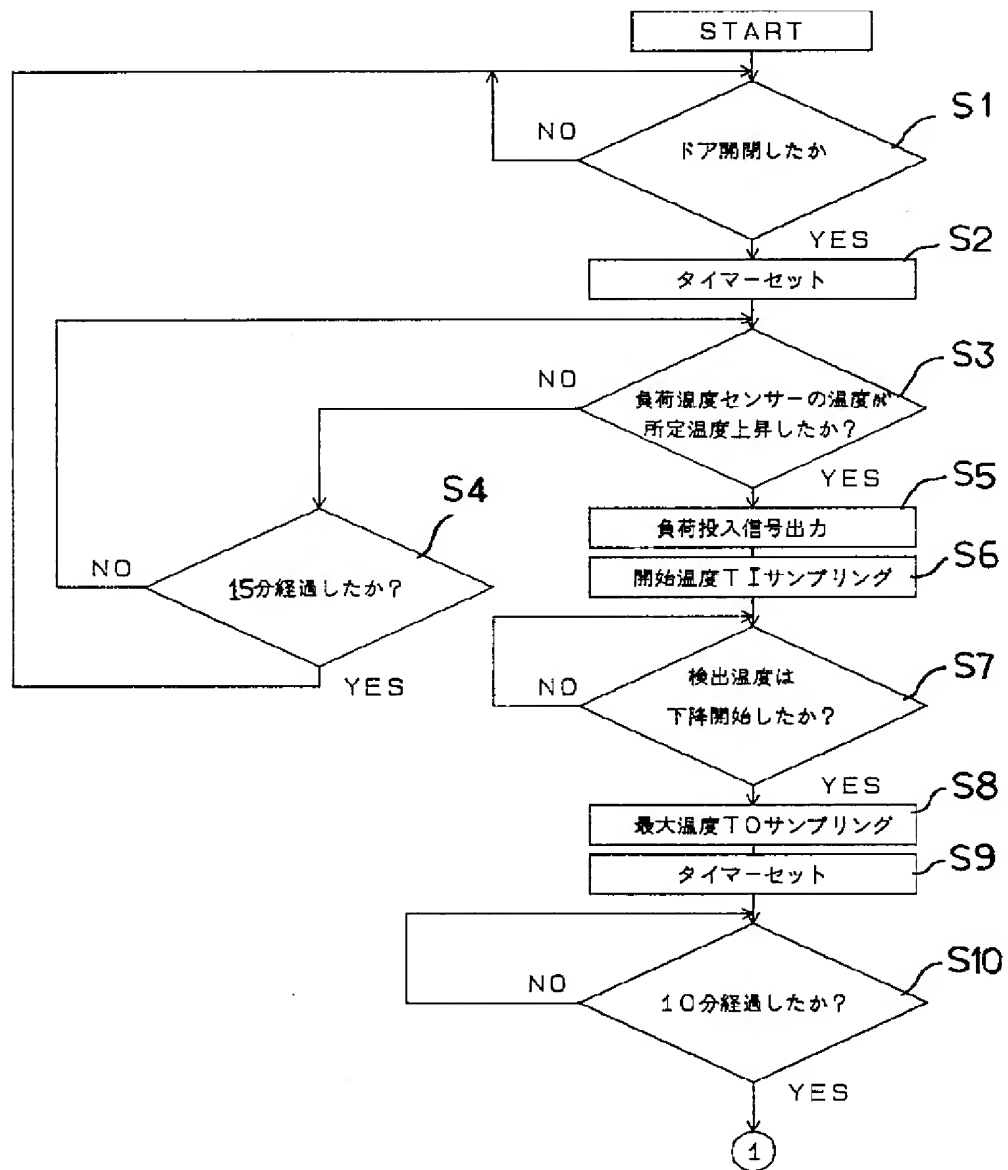 START
S1
NO
ドア開閉したか
YES
S2
タイマーセット
S3
NO
負荷温度センサーの温度が
所定温度上昇したか?
YES
S5
S4
負荷投入信号出力
S6
NO
開始温度TIサンプリング
15分経過したか?
YES
S7
NO
検出温度は
下降開始したか?
YES
S8
最大温度TOサンプリング
S9
タイマーセット
S10
NO
10分経過したか?
YES
1